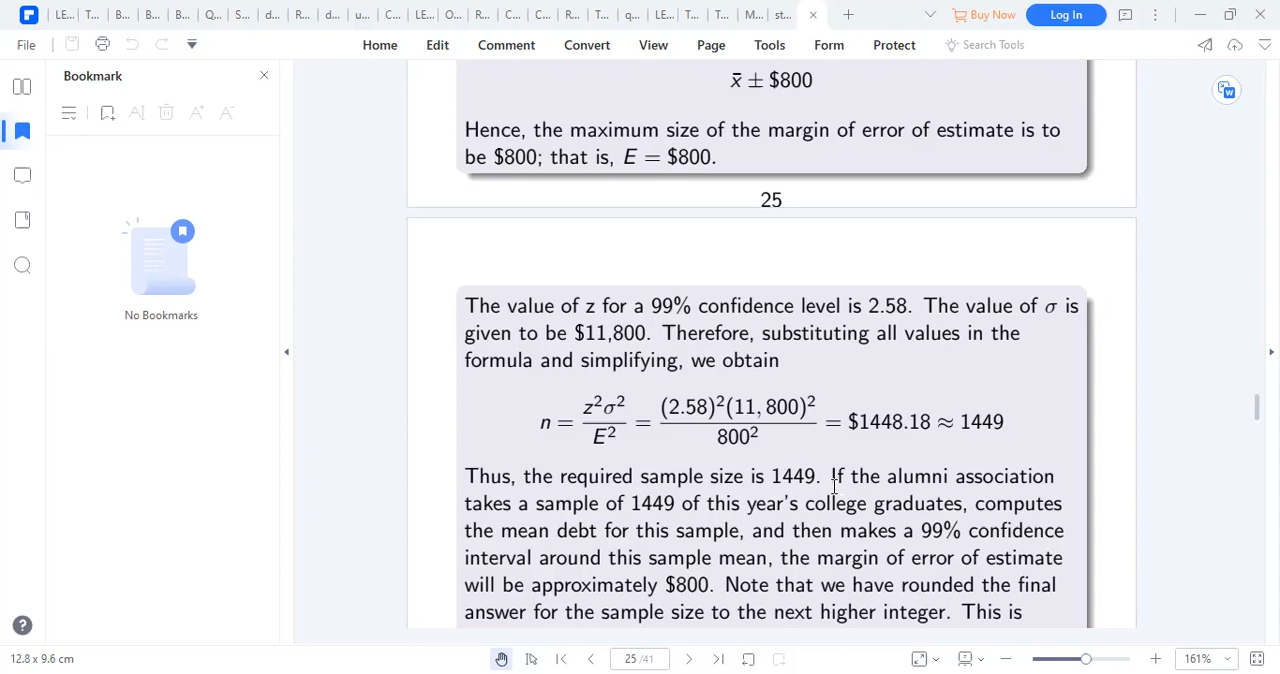 LE... T... B... B... B... Q... S... d... R... d... u... C... LE... O... R... C... C... R... T... q... LE... T... T... M... st...
Buy Now Log In
File Home Edit Comment Convert View Page Tools Form Protect Search Tools
Bookmark
No Bookmarks
x̄ ± $800
Hence, the maximum size of the margin of error of estimate is to
be $800; that is, E = $800.
25
The value of z for a 99% confidence level is 2.58. The value of σ is
given to be $11,800. Therefore, substituting all values in the
formula and simplifying, we obtain
n = z²σ²/E² = (2.58)²(11, 800)²/800² = $1448.18 ≈ 1449
Thus, the required sample size is 1449. If the alumni association
takes a sample of 1449 of this year's college graduates, computes
the mean debt for this sample, and then makes a 99% confidence
interval around this sample mean, the margin of error of estimate
will be approximately $800. Note that we have rounded the final
answer for the sample size to the next higher integer. This is
12.8 x 9.6 cm 25 /41 161%